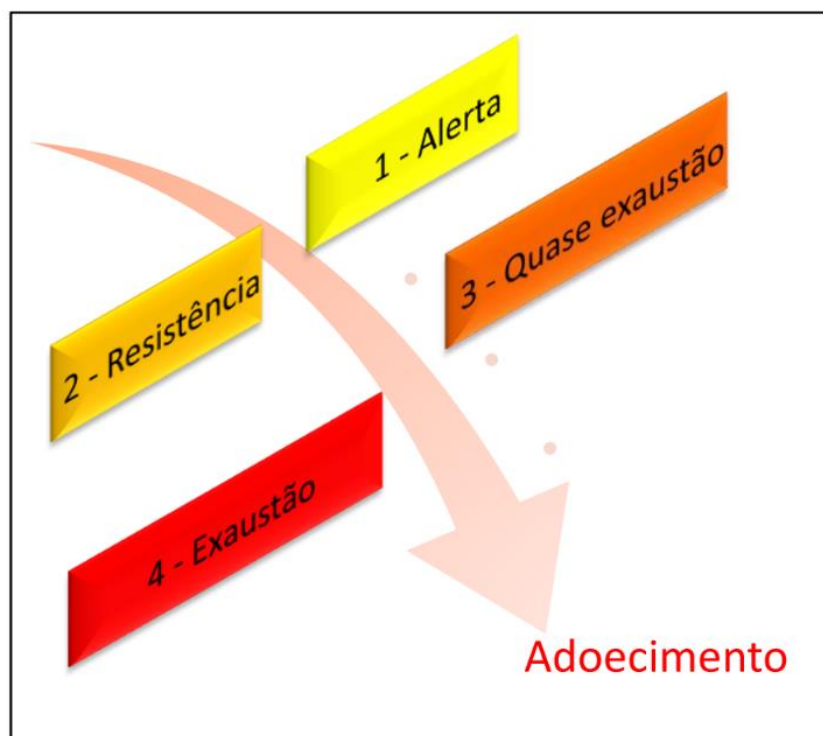 1 - Alerta
2 - Resistência
3 - Quase exaustão
4 - Exaustão
Adoecimento